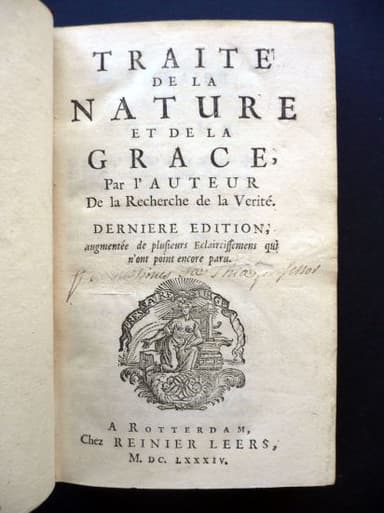 TRAITÉ
DE LA
NATURE
ET DE LA
GRACE,
Par l'AUTEUR
De la Recherche de la Verité.
DERNIERE EDITION,
augmentée de plusieurs Eclaircissemens qui
n'ont point encore paru.
A ROTTERDAM,
Chez REINIER LEERS,
M. DC. LXXXIV.